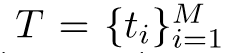 T = {t_i}_{i=1}^{M}